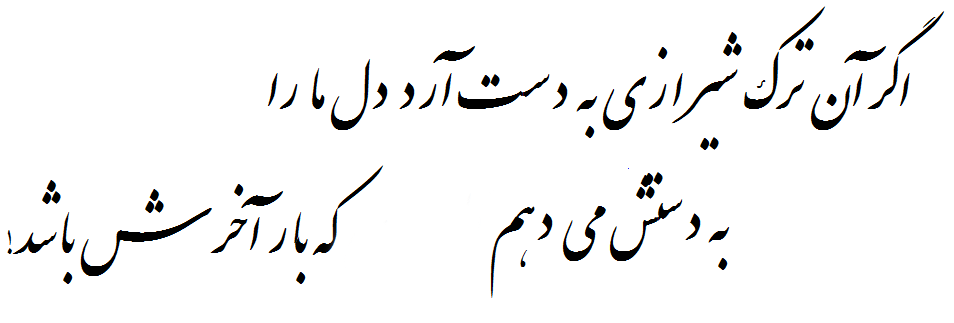 اگر آن ترک شیرازی به دست آرد دل ما را
به دستش می دهم که بار آخرش باشد!